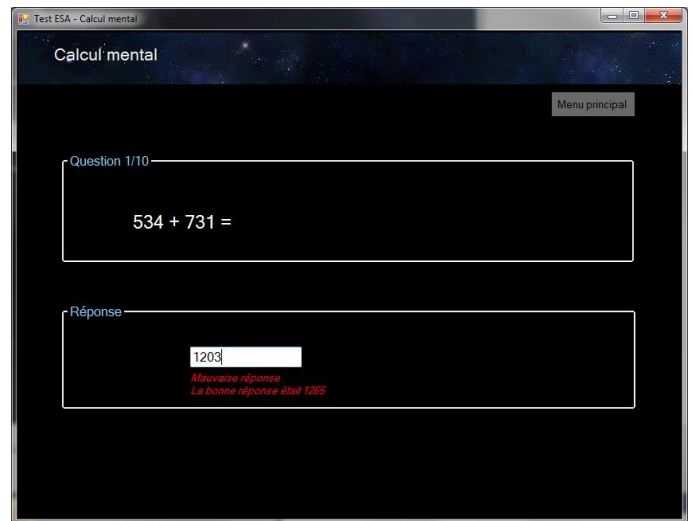 Test ESA - Calcul mental
Calcul mental
Menu principal
Question 1/10
534 + 731 =
Réponse
1203
Mauvaise réponse
La bonne réponse était 1265